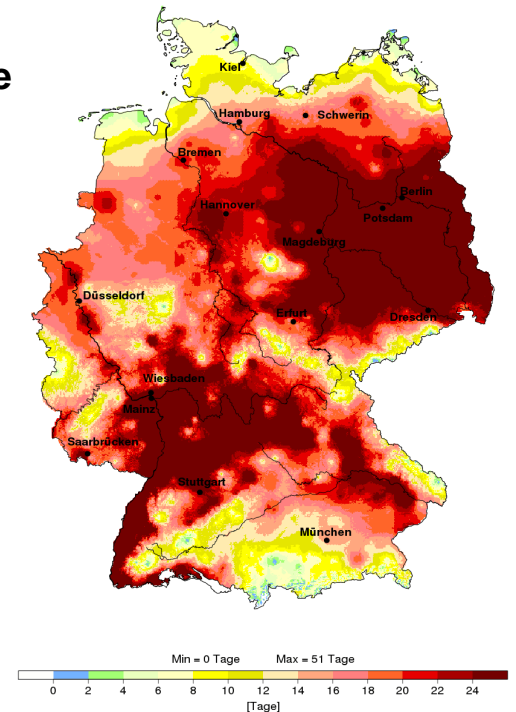 e
Kiel
Hamburg
Schwerin
Bremen
Berlin
Hannover
Potsdam
Magdeburg
Düsseldorf
Erfurt
Dresden
Wiesbaden
Mainz
Saarbrücken
Stuttgart
München
Min = 0 Tage Max = 51 Tage
0 2 4 6 8 10 12 14 16 18 20 22 24
[Tage]